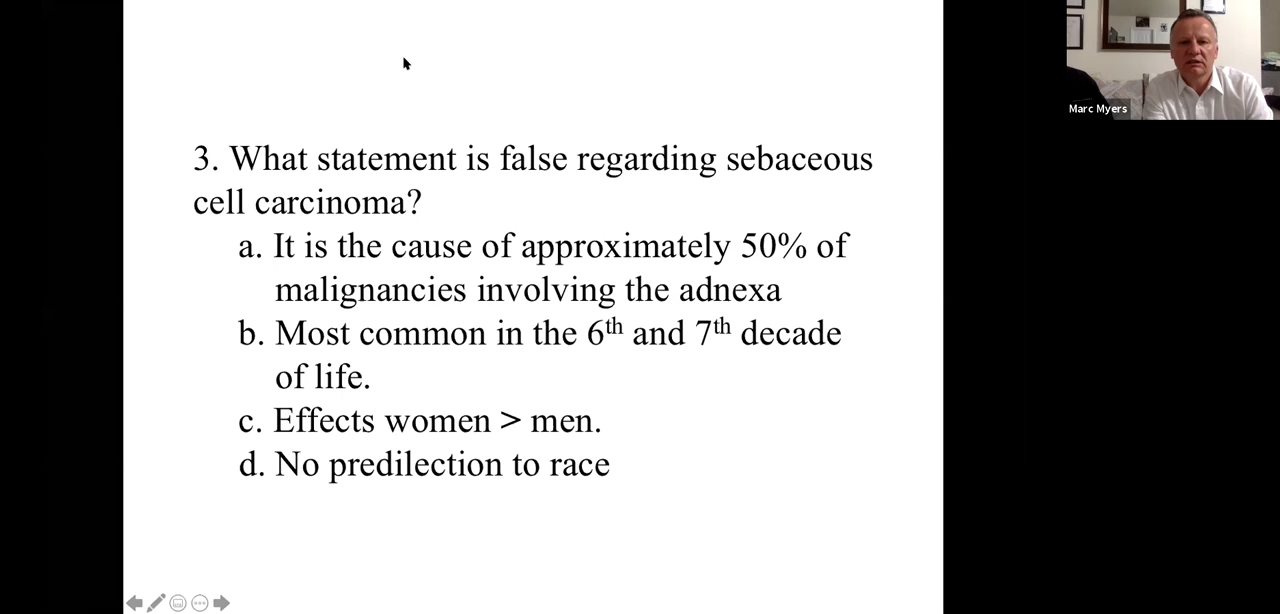 Marc Myers
3. What statement is false regarding sebaceous
cell carcinoma?
a. It is the cause of approximately 50% of
malignancies involving the adnexa
b. Most common in the 6th and 7th decade
of life.
c. Effects women > men.
d. No predilection to race